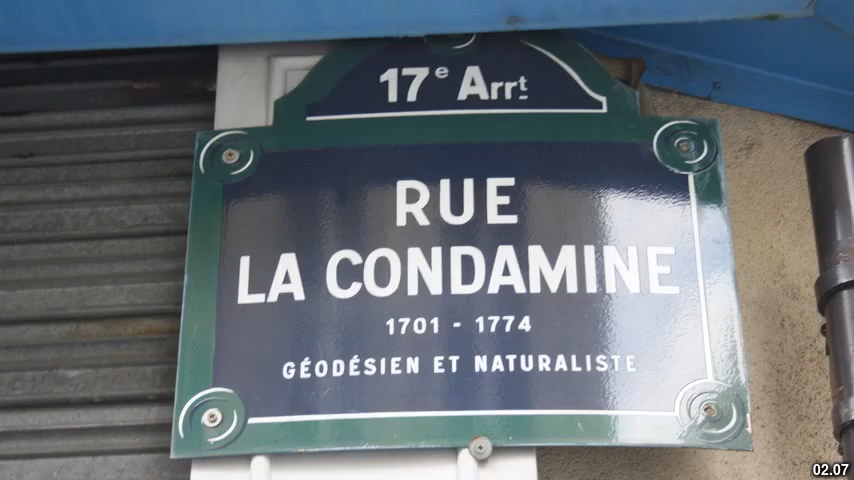 17e Arrt
RUE
LA CONDAMINE
1701 - 1774
GÉODÉSIEN ET NATURALISTE
02.07